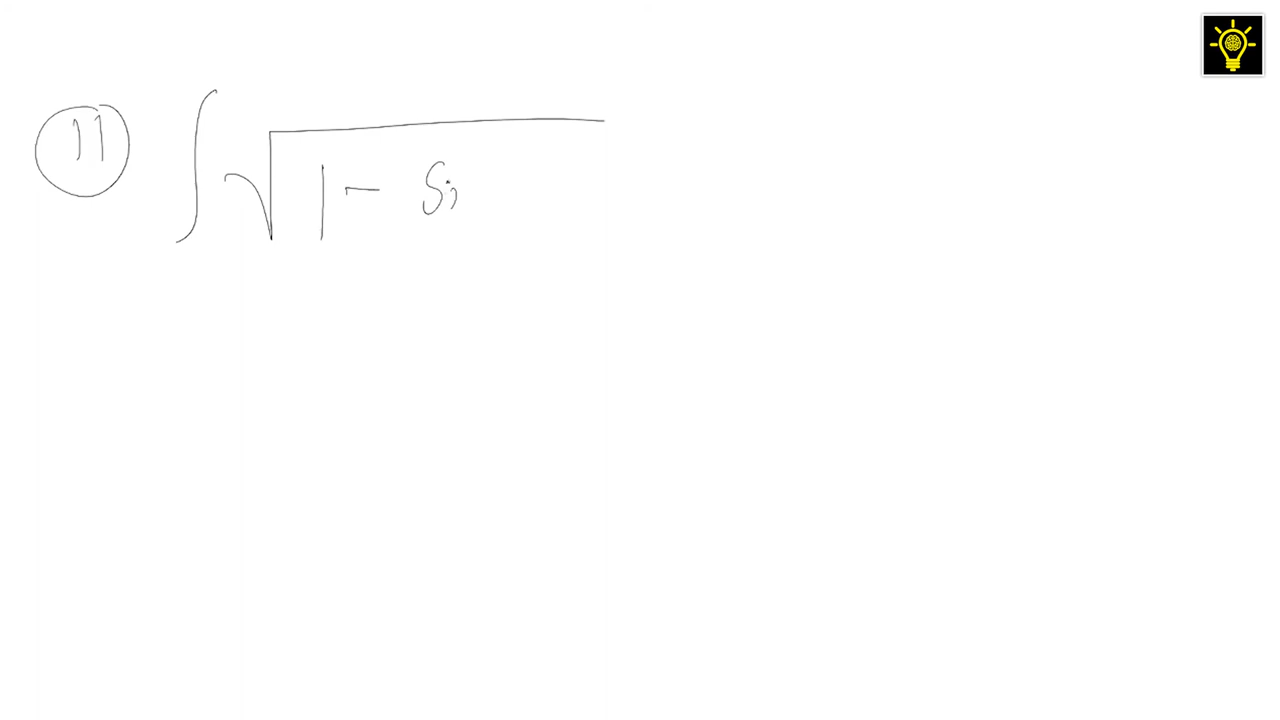 11 ∫ √ 1 - Si